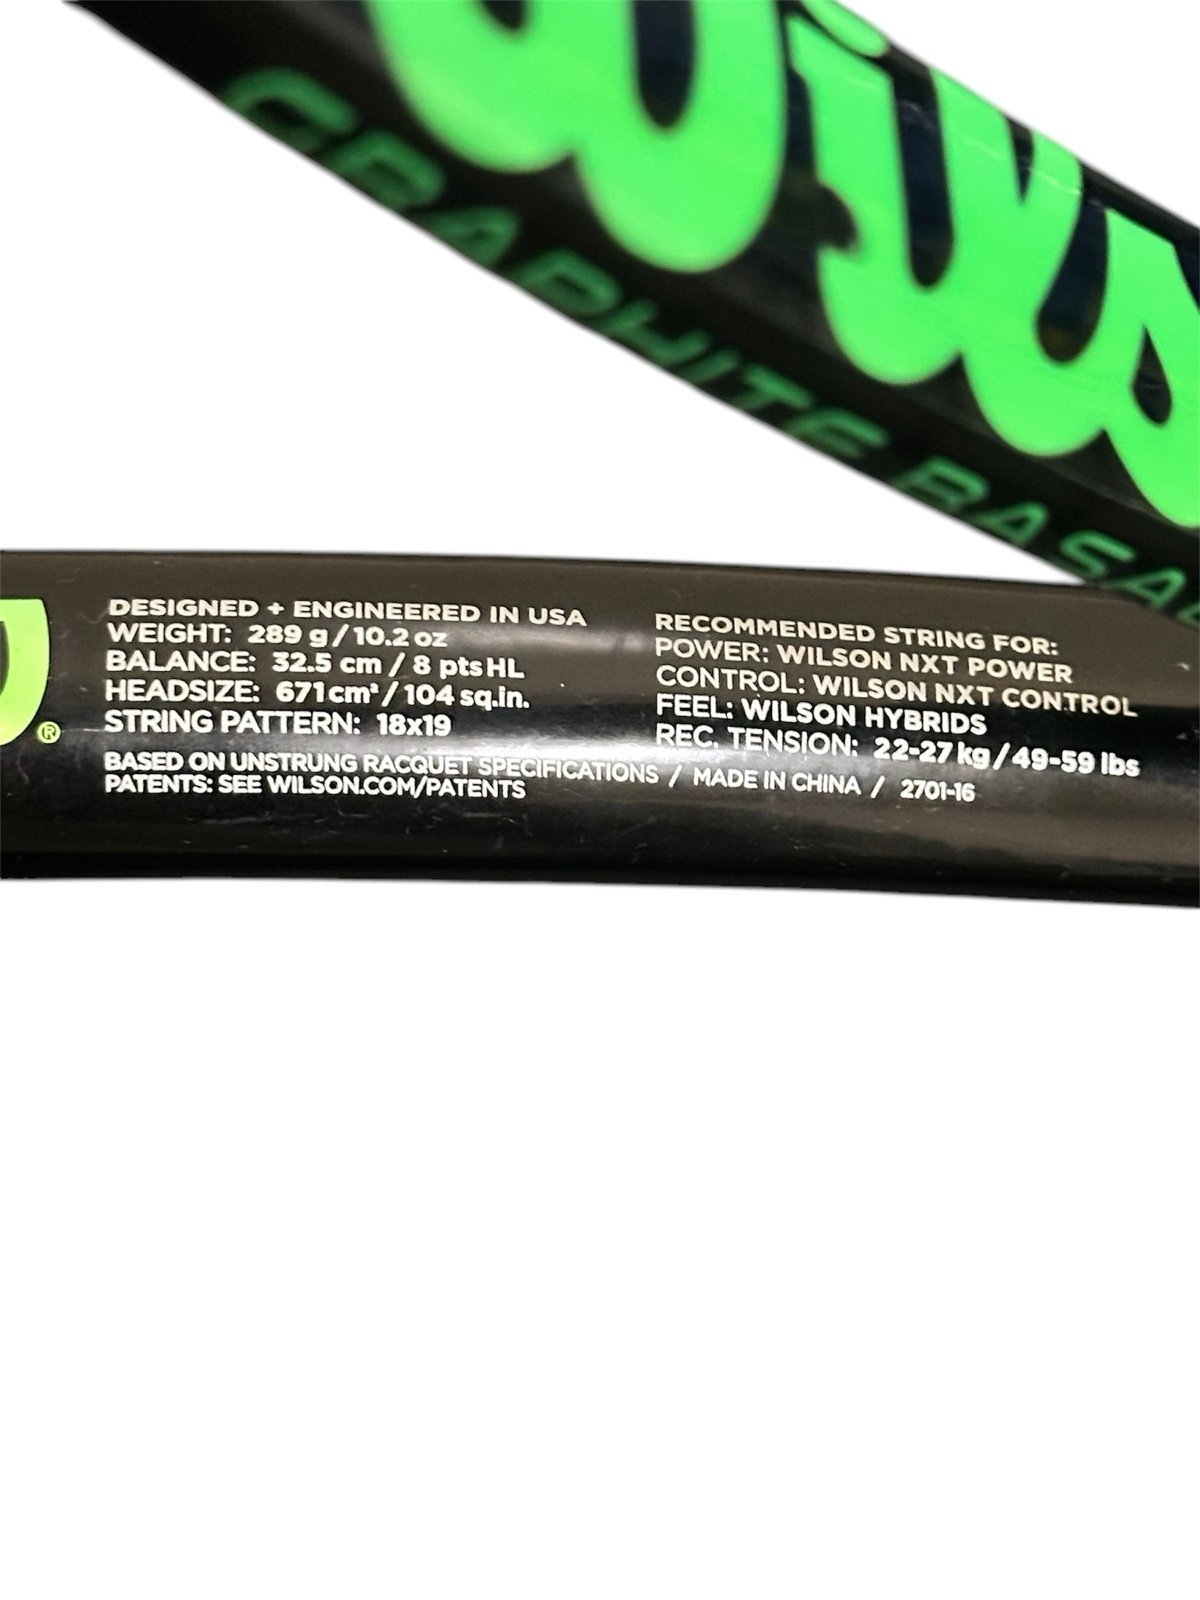 Wils
GRAPHITE BASA
DESIGNED + ENGINEERED IN USA
WEIGHT: 289 g / 10.2 oz
BALANCE: 32.5 cm / 8 pts HL
HEADSIZE: 671 cm² / 104 sq.in.
STRING PATTERN: 18x19
RECOMMENDED STRING FOR:
POWER: WILSON NXT POWER
CONTROL: WILSON NXT CONTROL
FEEL: WILSON HYBRIDS
REC. TENSION: 22-27 kg / 49-59 lbs
BASED ON UNSTRUNG RACQUET SPECIFICATIONS / MADE IN CHINA / 2701-16
PATENTS: SEE WILSON.COM/PATENTS
®